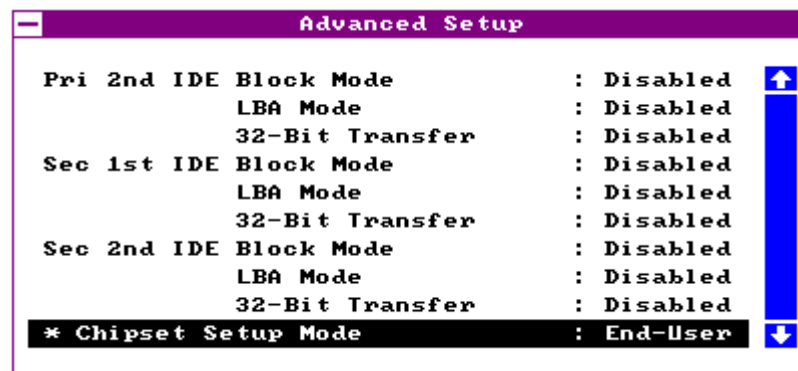 Advanced Setup
Pri 2nd IDE Block Mode : Disabled
LBA Mode : Disabled
32-Bit Transfer : Disabled
Sec 1st IDE Block Mode : Disabled
LBA Mode : Disabled
32-Bit Transfer : Disabled
Sec 2nd IDE Block Mode : Disabled
LBA Mode : Disabled
32-Bit Transfer : Disabled
* Chipset Setup Mode : End-User